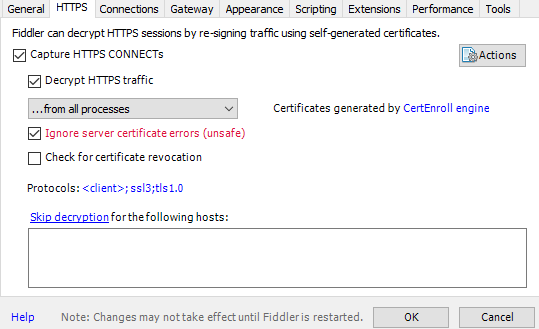 General HTTPS Connections Gateway Appearance Scripting Extensions Performance Tools
Fiddler can decrypt HTTPS sessions by re-signing traffic using self-generated certificates.
Capture HTTPS CONNECTs Actions
Decrypt HTTPS traffic
...from all processes Certificates generated by CertEnroll engine
Ignore server certificate errors (unsafe)
Check for certificate revocation
Protocols: <client>; ssl3;tls1.0
Skip decryption for the following hosts:
Help Note: Changes may not take effect until Fiddler is restarted. OK Cancel